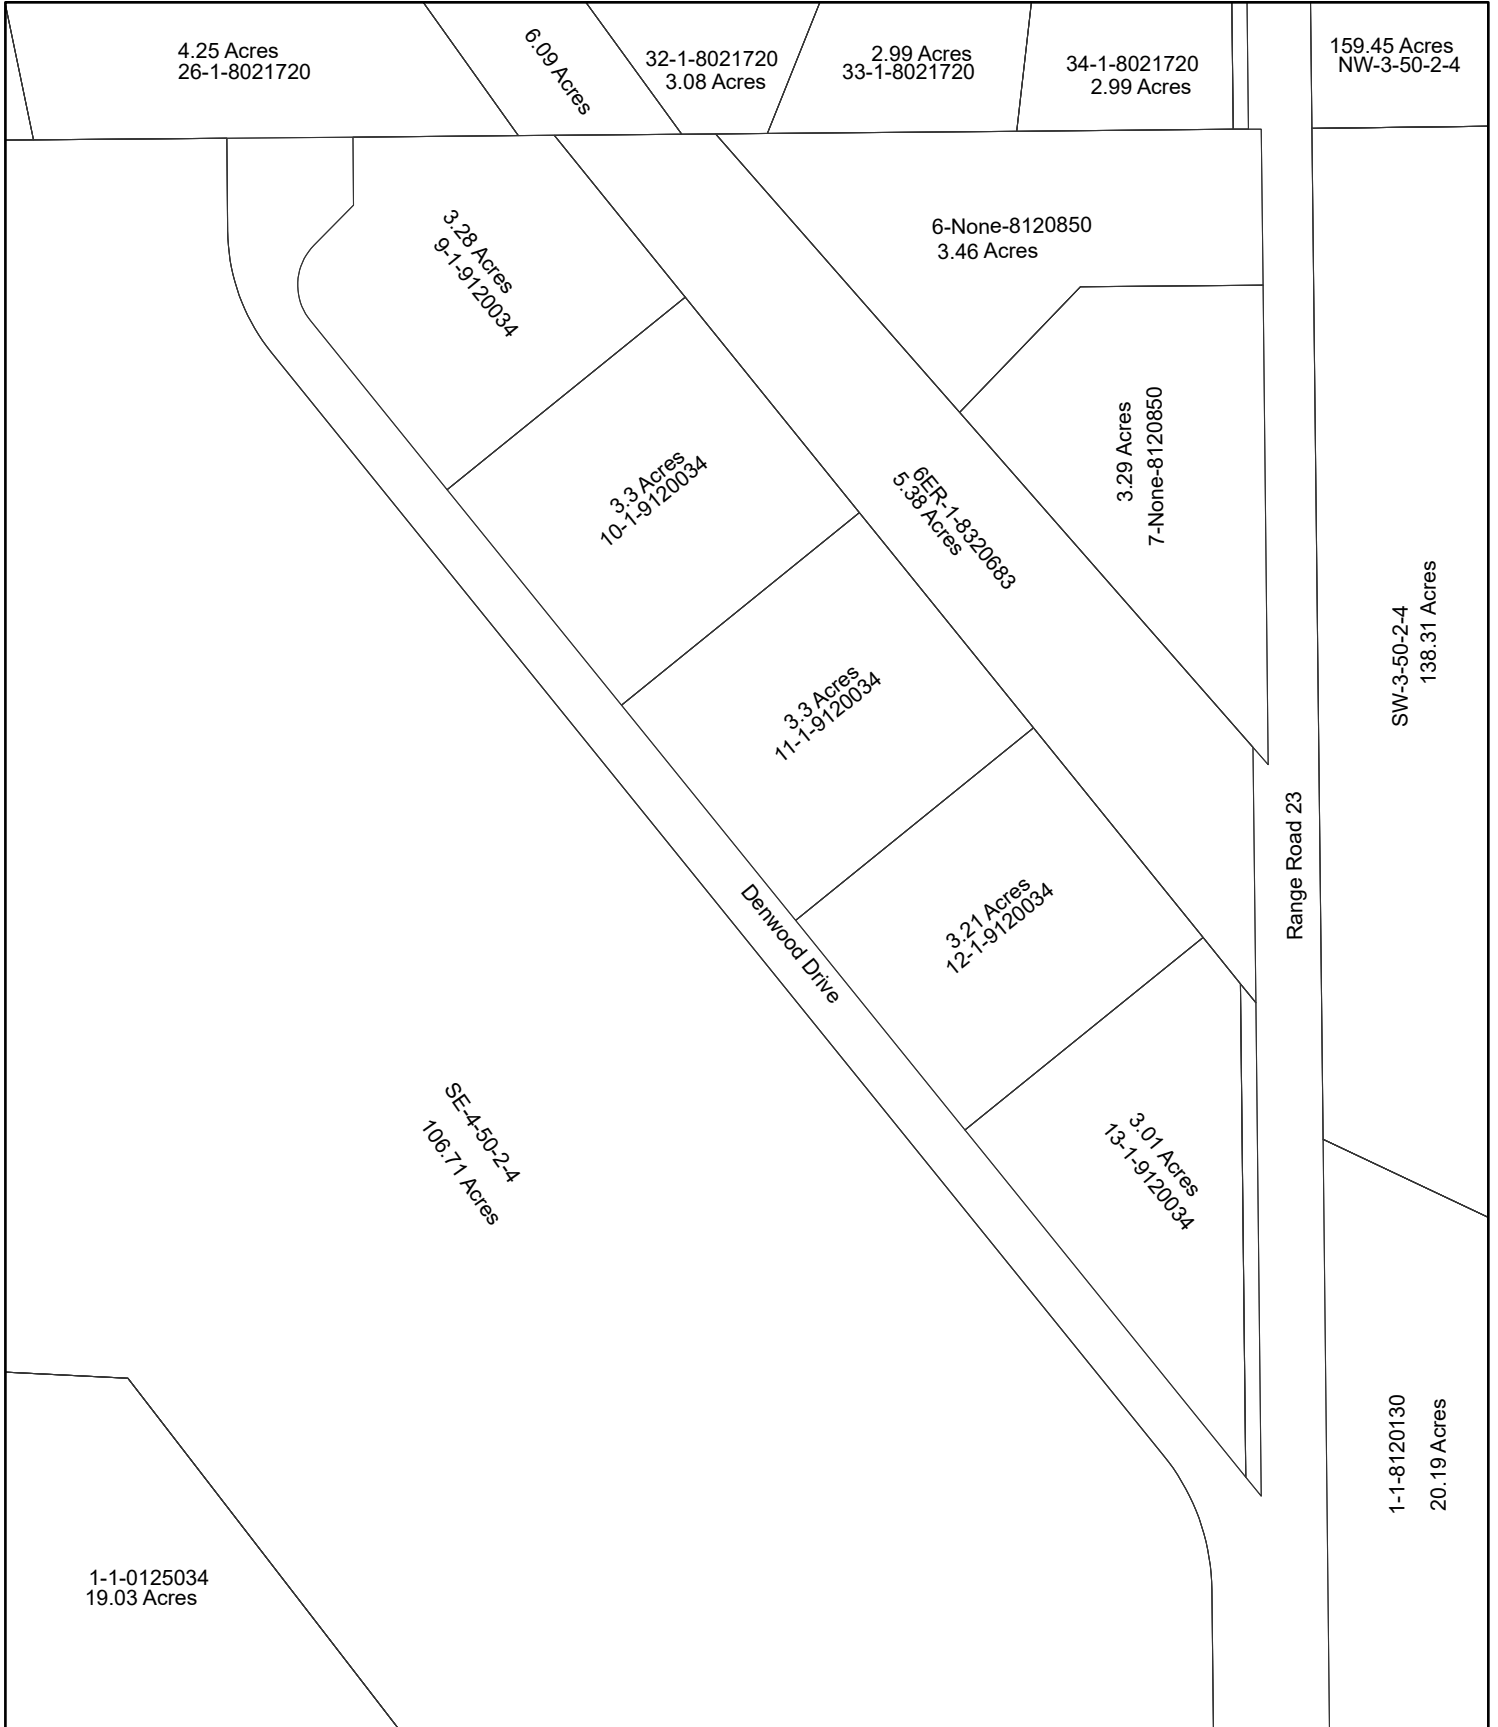 4.25 Acres
26-1-8021720
6.09 Acres
32-1-8021720
3.08 Acres
2.99 Acres
33-1-8021720
34-1-8021720
2.99 Acres
159.45 Acres
NW-3-50-2-4
3.28 Acres
9-1-9120034
6-None-8120850
3.46 Acres
3.29 Acres
7-None-8120850
3.3 Acres
10-1-9120034
6ER-1-8320683
5.38 Acres
SW-3-50-2-4
138.31 Acres
3.3 Acres
11-1-9120034
Range Road 23
3.21 Acres
12-1-9120034
Denwood Drive
SE-4-50-2-4
106.71 Acres
3.01 Acres
13-1-9120034
1-1-8120130
20.19 Acres
1-1-0125034
19.03 Acres